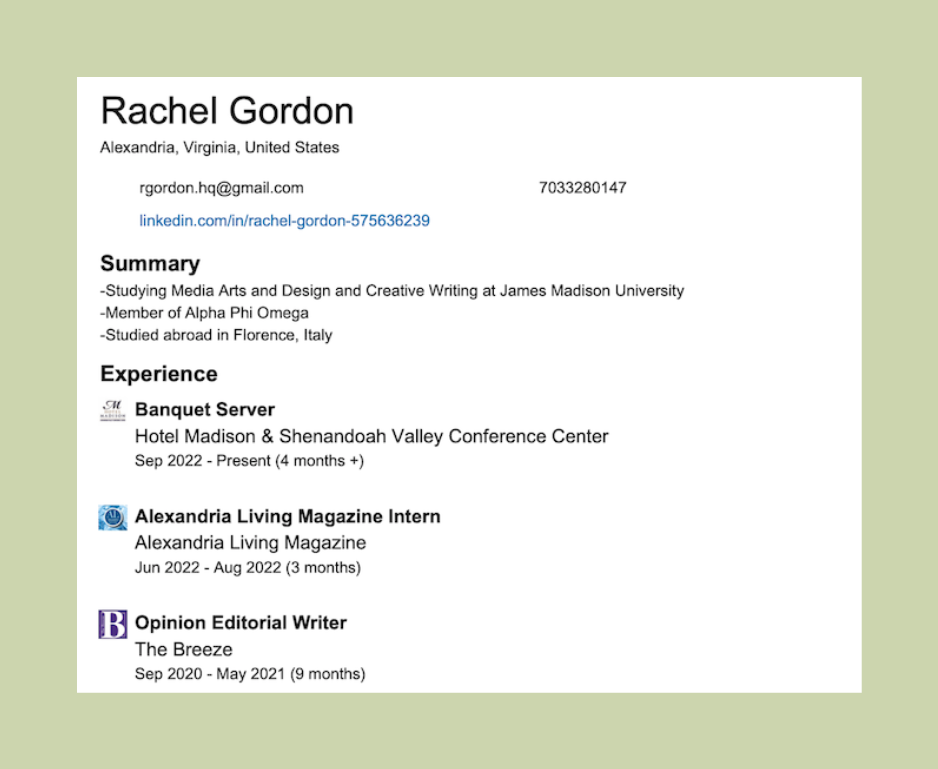 Rachel Gordon
Alexandria, Virginia, United States
rgordon.hq@gmail.com 7033280147
linkedin.com/in/rachel-gordon-575636239
Summary
-Studying Media Arts and Design and Creative Writing at James Madison University
-Member of Alpha Phi Omega
-Studied abroad in Florence, Italy
Experience
Banquet Server
Hotel Madison & Shenandoah Valley Conference Center
Sep 2022 - Present (4 months +)
Alexandria Living Magazine Intern
Alexandria Living Magazine
Jun 2022 - Aug 2022 (3 months)
B Opinion Editorial Writer
The Breeze
Sep 2020 - May 2021 (9 months)